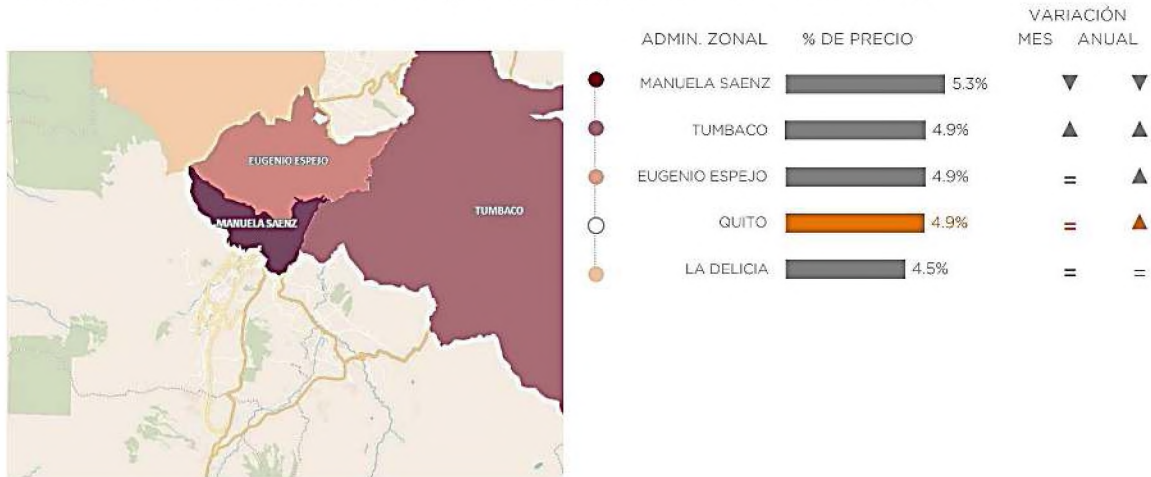 VARIACIÓN
ADMIN. ZONAL % DE PRECIO MES ANUAL
MANUELA SAENZ 5.3% ▼ ▼
TUMBACO 4.9% ▲ ▲
EUGENIO ESPEJO 4.9% = ▲
QUITO 4.9% = ▲
LA DELICIA 4.5% = =
EUGENIO ESPEJO
MANUELA SAENZ
TUMBACO